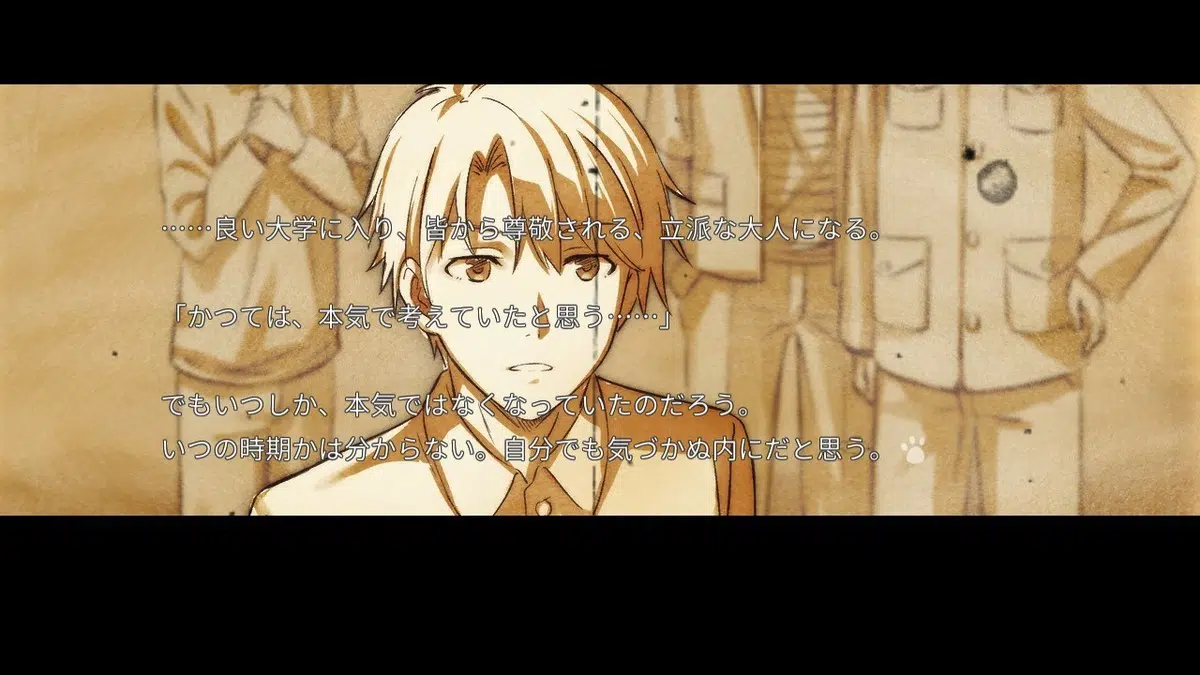 ……良い大学に入り、皆から尊敬される、立派な大人になる。
「かつては、本気で考えていたと思う……」
でもいつしか、本気ではなくなっていたのだろう。
いつの時期かは分からない。自分でも気づかぬ内にだと思う。